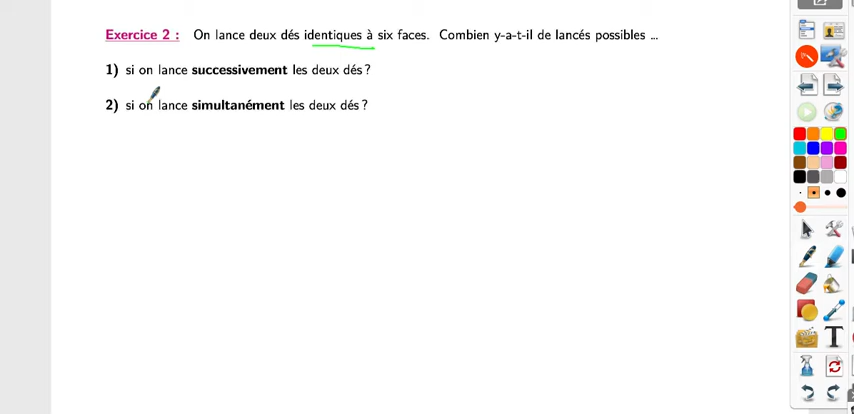 Exercice 2 : On lance deux dés identiques à six faces. Combien y-a-t-il de lancés possibles ...
1) si on lance successivement les deux dés ?
2) si on lance simultanément les deux dés ?
T